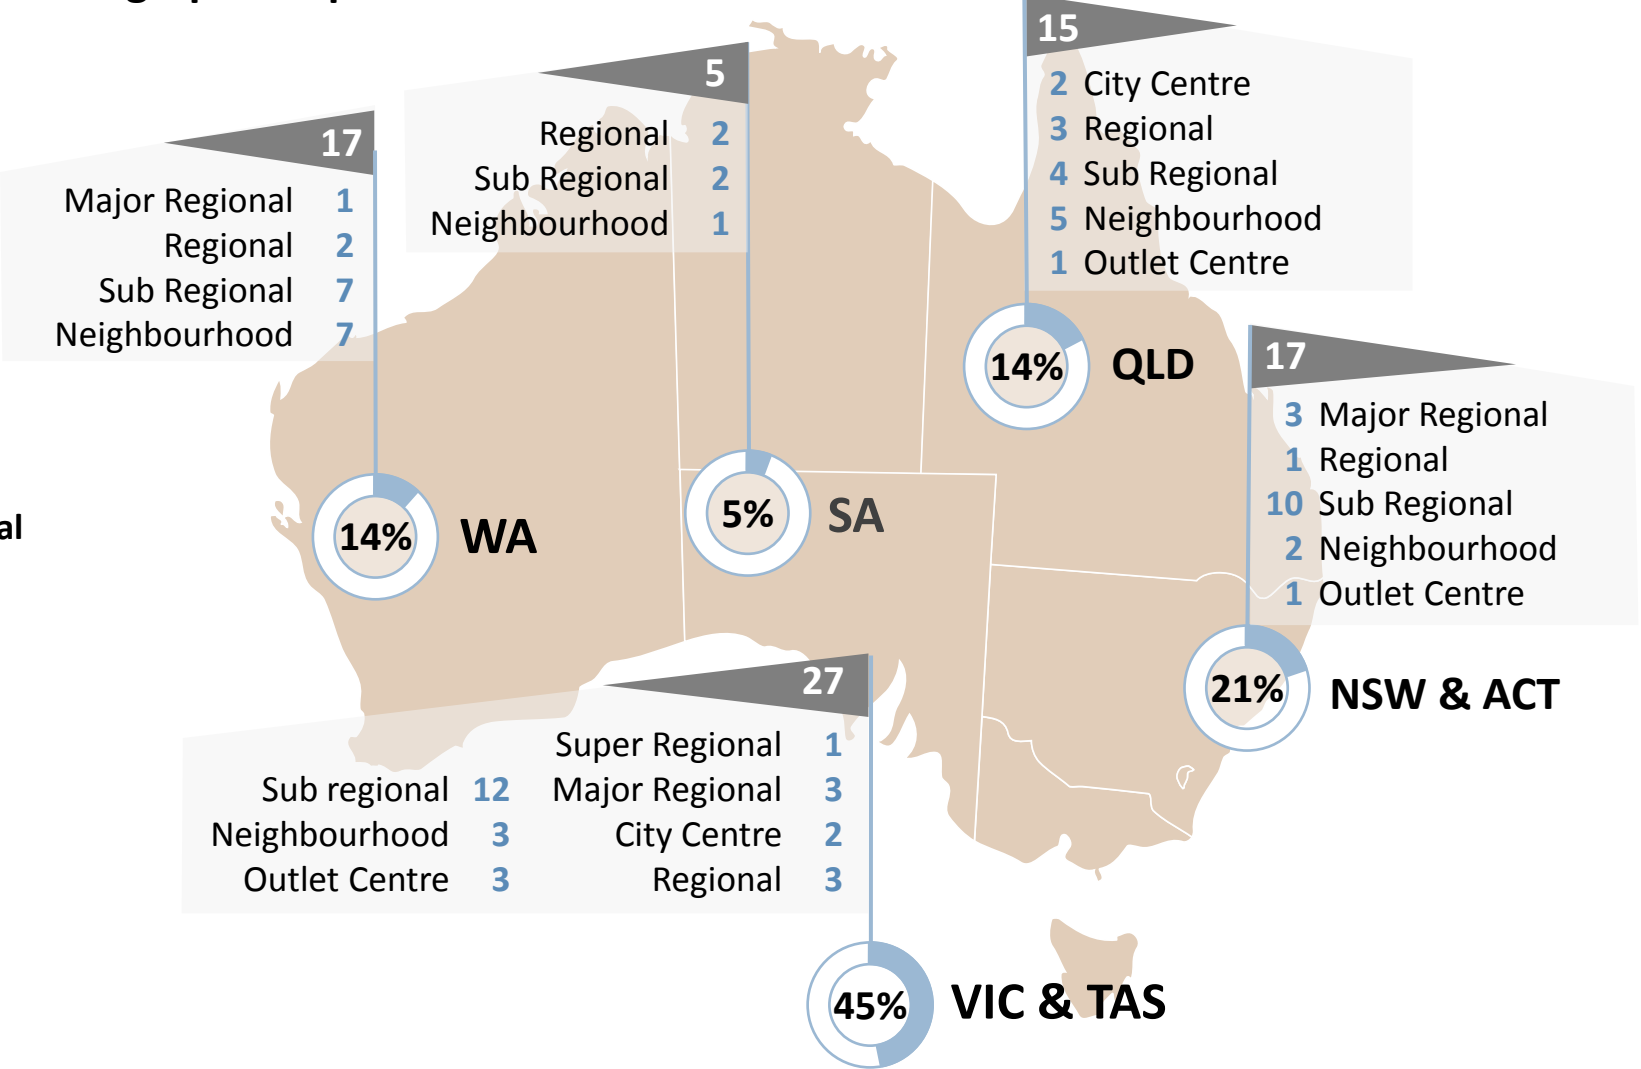 17
Major Regional 1
Regional 2
Sub Regional 7
Neighbourhood 7
14% WA
5
Regional 2
Sub Regional 2
Neighbourhood 1
5% SA
15
2 City Centre
3 Regional
4 Sub Regional
5 Neighbourhood
1 Outlet Centre
14% QLD
17
3 Major Regional
1 Regional
10 Sub Regional
2 Neighbourhood
1 Outlet Centre
21% NSW & ACT
al
27
Super Regional 1
Sub regional 12 Major Regional 3
Neighbourhood 3 City Centre 2
Outlet Centre 3 Regional 3
45% VIC & TAS